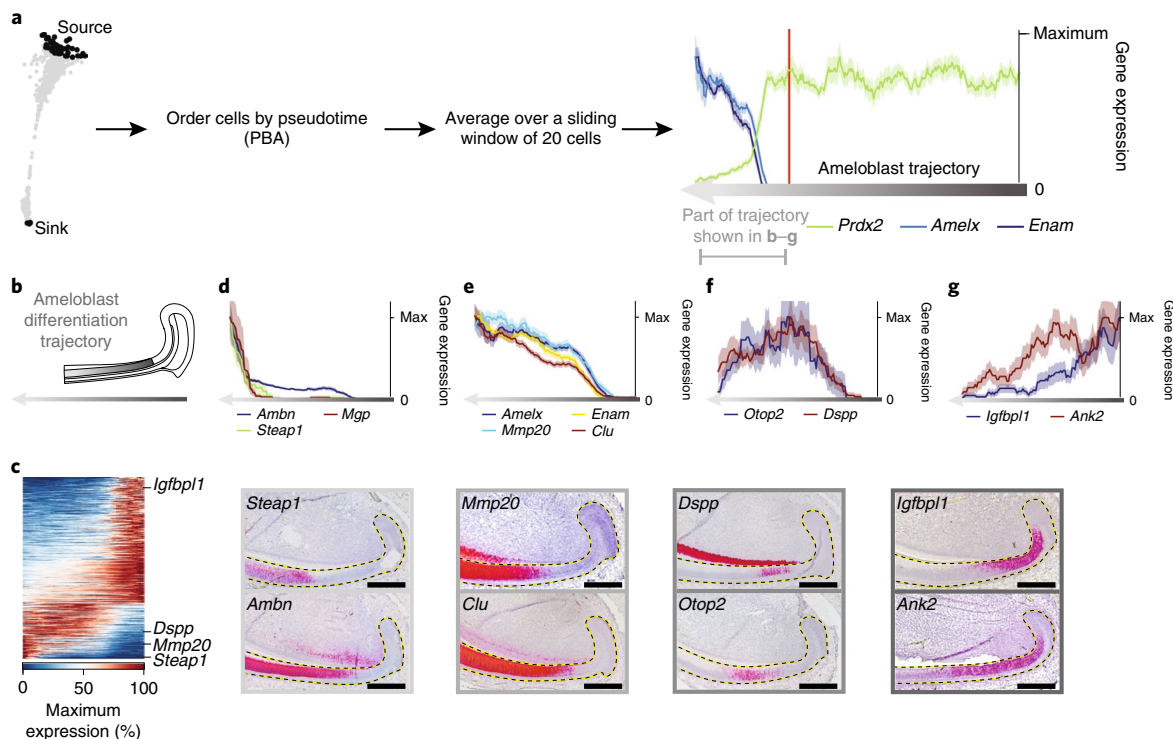 a
Source
Sink
Order cells by pseudotime
(PBA)
Average over a sliding
window of 20 cells
Maximum
Gene expression
Ameloblast trajectory
0
Part of trajectory
shown in b–g
Prdx2
Amelx
Enam
b
Ameloblast
differentiation
trajectory
d
Max
0
Gene expression
Ambn
Mgp
Steap1
e
Max
0
Gene expression
Amelx
Enam
Mmp20
Clu
f
Max
0
Gene expression
Otop2
Dspp
g
Max
0
Gene expression
Igfbpl1
Ank2
c
Igfbpl1
Dspp
Mmp20
Steap1
0
50
100
Maximum
expression (%)
Steap1
Mmp20
Dspp
Igfbpl1
Ambn
Clu
Otop2
Ank2